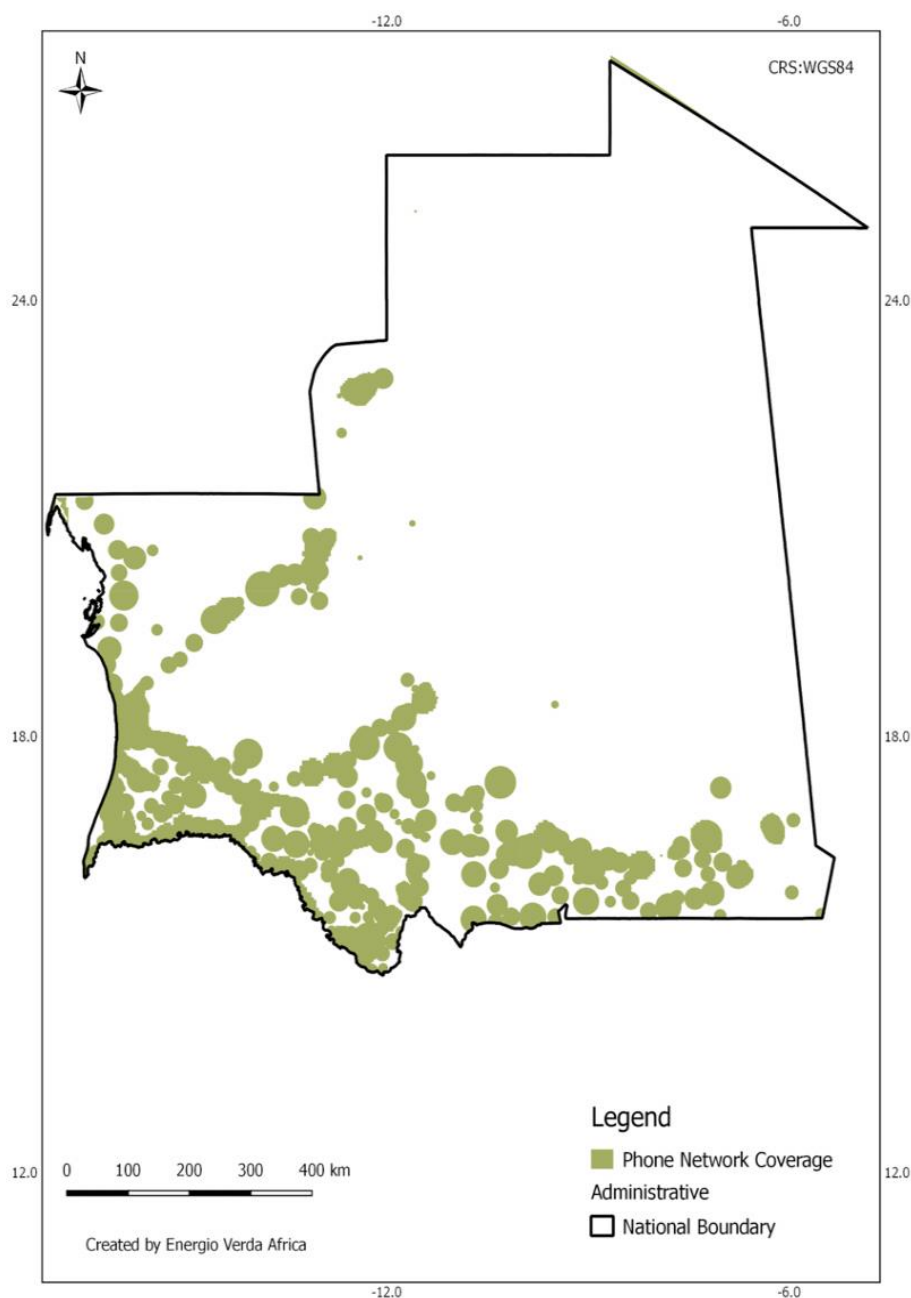 -12.0
-6.0
N
CRS:WGS84
24.0
24.0
18.0
18.0
Legend
Phone Network Coverage
Administrative
National Boundary
12.0
12.0
0 100 200 300 400 km
Created by Energio Verda Africa
-12.0
-6.0